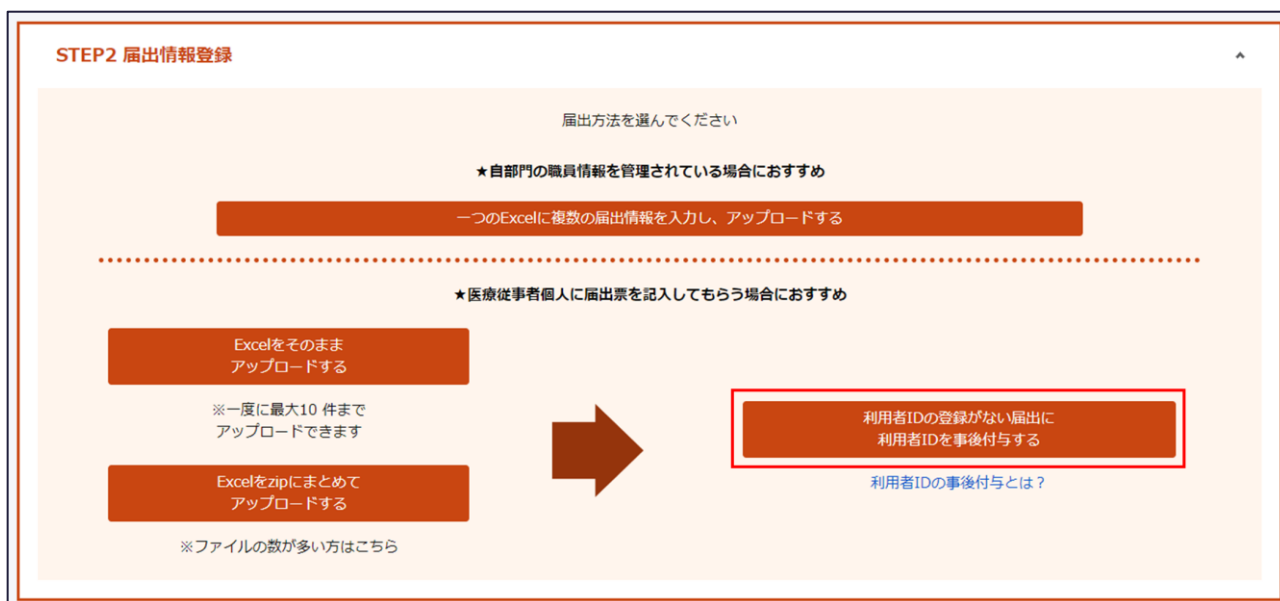 STEP2 届出情報登録
届出方法を選んでください
★自部門の職員情報を管理されている場合におすすめ
一つのExcelに複数の届出情報を入力し、アップロードする
★医療従事者個人に届出票を記入してもらう場合におすすめ
Excelをそのまま
アップロードする
※一度に最大10 件まで
アップロードできます
Excelをzipにまとめて
アップロードする
※ファイルの数が多い方はこちら
利用者IDの登録がない届出に
利用者IDを事後付与する
利用者IDの事後付与とは？